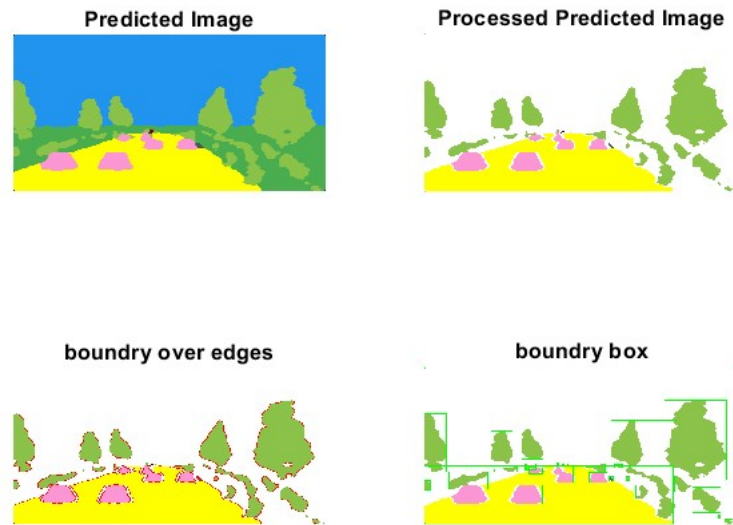 Predicted Image
Processed Predicted Image
boundry over edges
boundry box